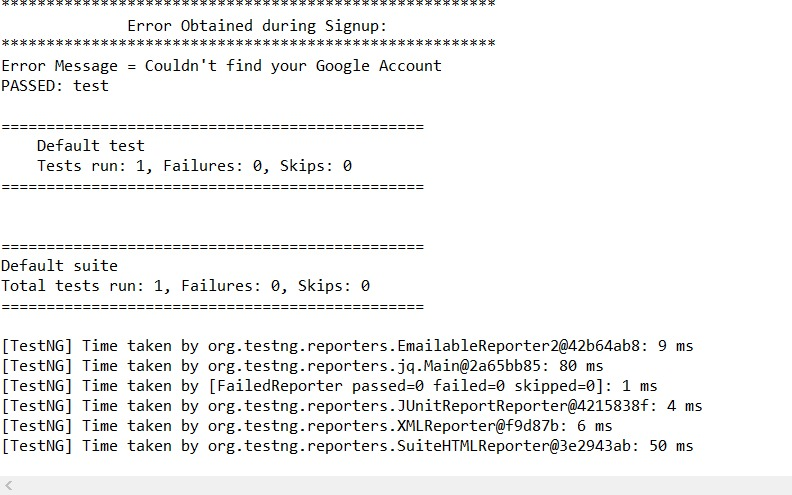 *******************************************************
Error Obtained during Signup:
*******************************************************
Error Message = Couldn't find your Google Account
PASSED: test
===============================================
Default test
Tests run: 1, Failures: 0, Skips: 0
===============================================
===============================================
Default suite
Total tests run: 1, Failures: 0, Skips: 0
===============================================
[TestNG] Time taken by org.testng.reporters.EmailableReporter2@42b64ab8: 9 ms
[TestNG] Time taken by org.testng.reporters.jq.Main@2a65bb85: 80 ms
[TestNG] Time taken by [FailedReporter passed=0 failed=0 skipped=0]: 1 ms
[TestNG] Time taken by org.testng.reporters.JUnitReportReporter@4215838f: 4 ms
[TestNG] Time taken by org.testng.reporters.XMLReporter@f9d87b: 6 ms
[TestNG] Time taken by org.testng.reporters.SuiteHTMLReporter@3e2943ab: 50 ms